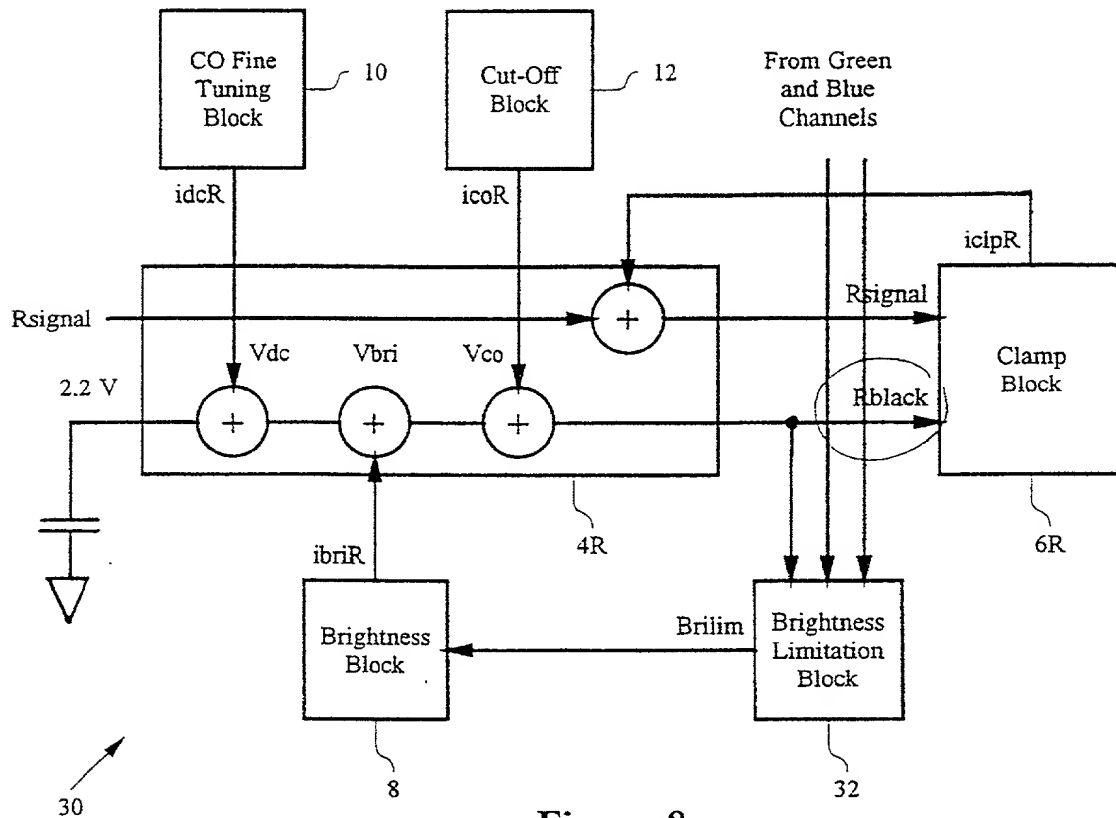 CO Fine
Tuning
Block
10
Cut-Off
Block
12
From Green
and Blue
Channels
idcR
icoR
iclpR
Rsignal
Rsignal
+
Clamp
Block
Vdc
Vbri
Vco
2.2 V
Rblack
+
+
+
4R
6R
ibriR
Brightness
Block
Brilim
Brightness
Limitation
Block
8
32
30